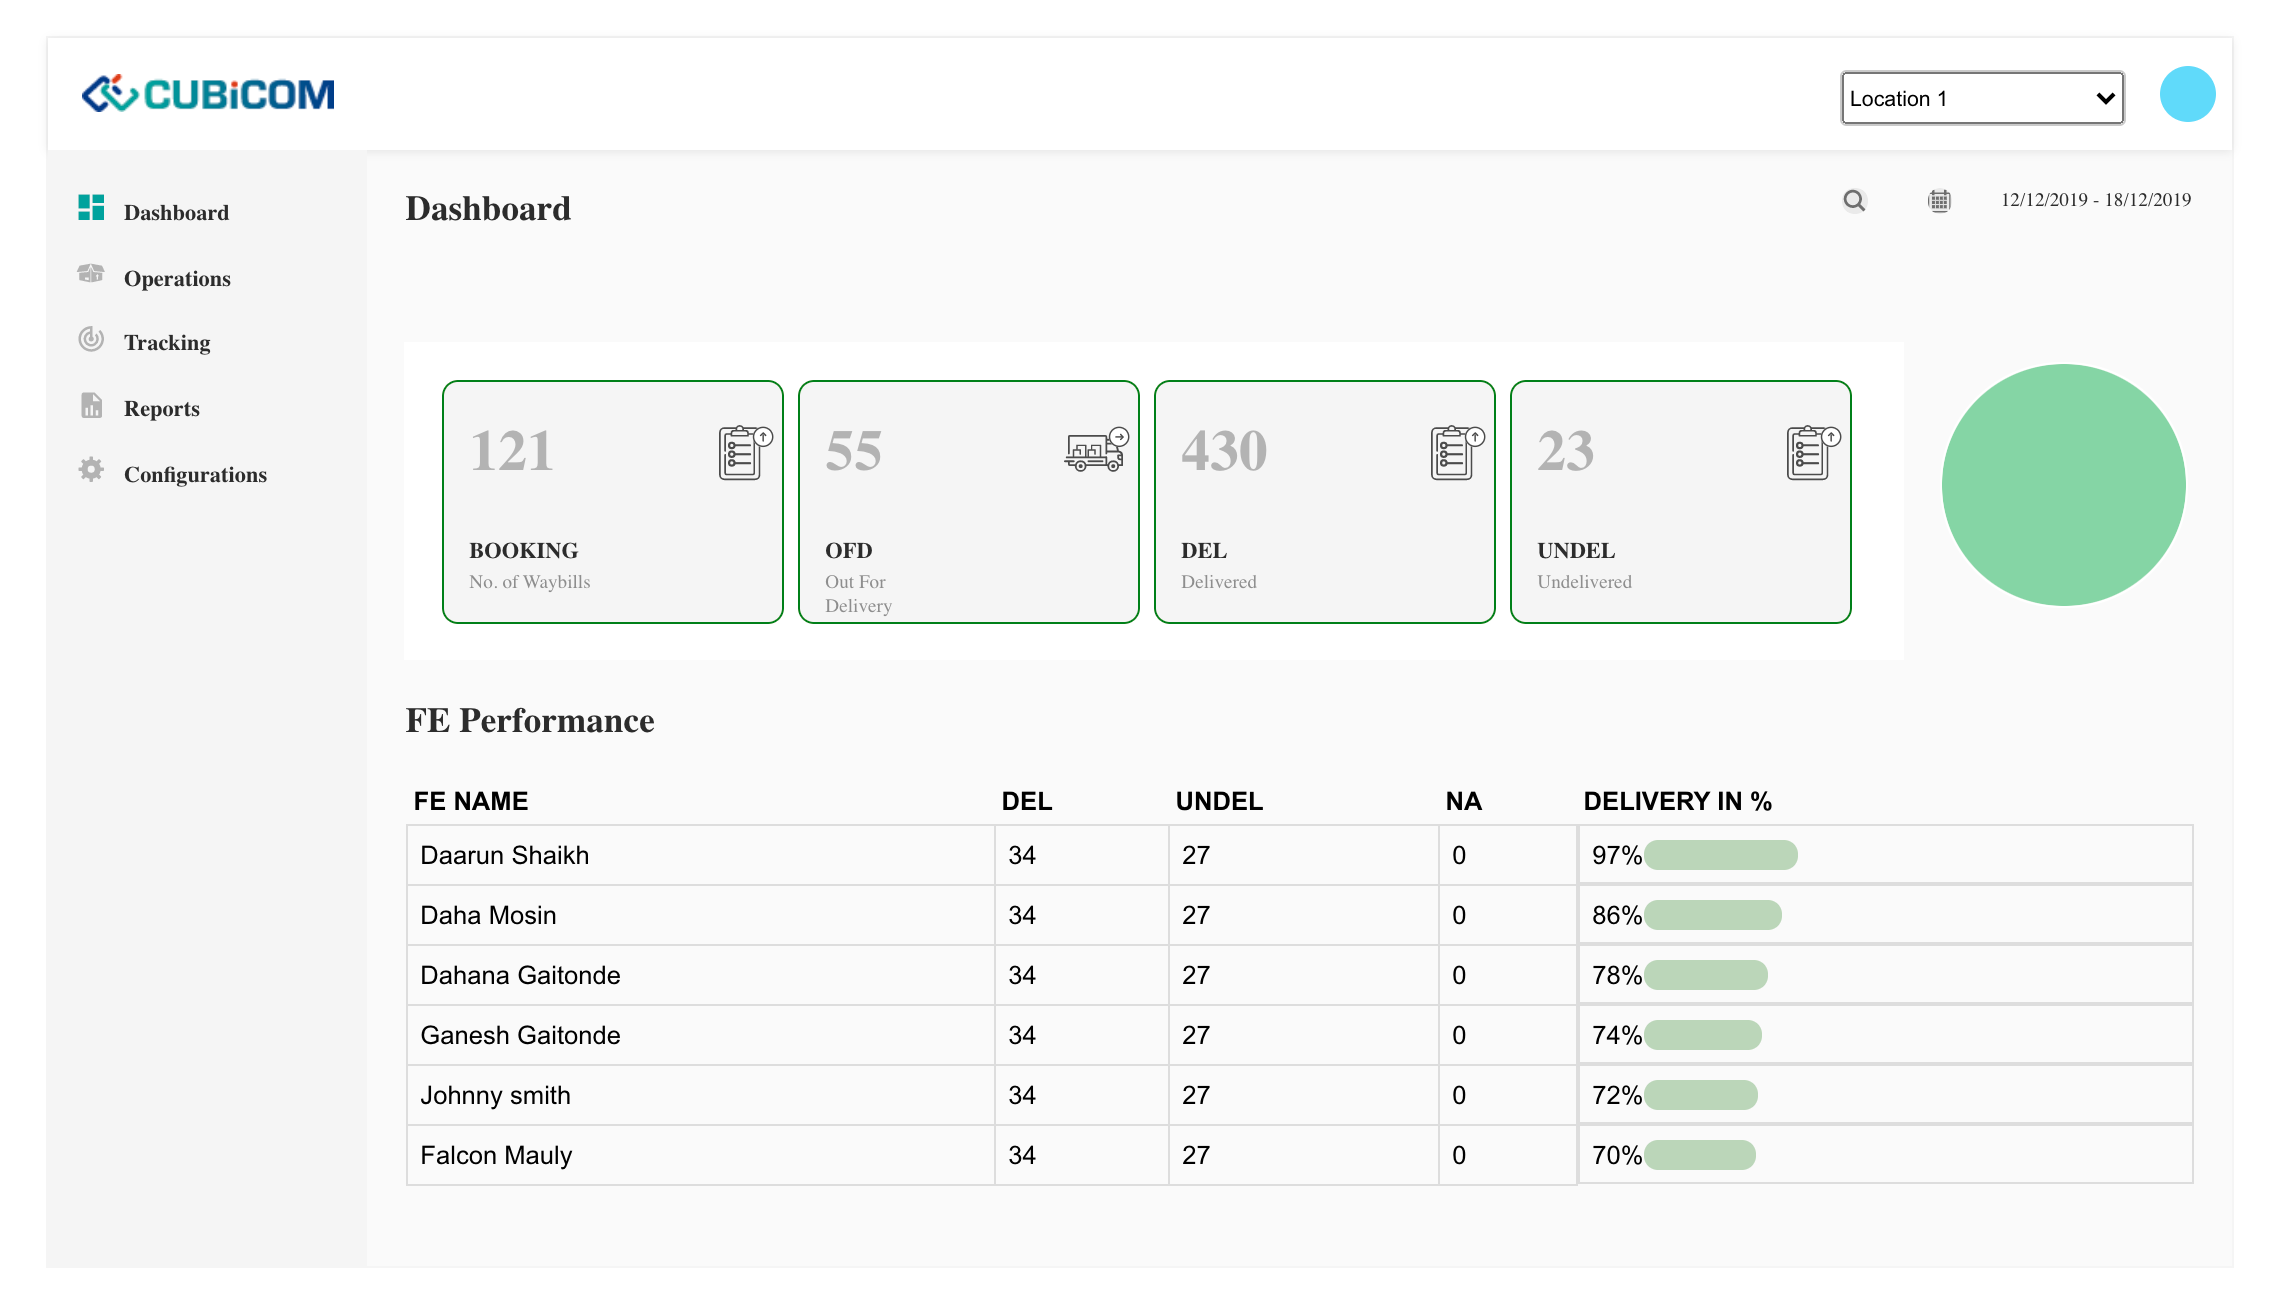 CUBiCOM
Location 1
Dashboard
Operations
Tracking
Reports
Configurations
Dashboard
12/12/2019 - 18/12/2019
121
BOOKING
No. of Waybills
55
OFD
Out For
Delivery
430
DEL
Delivered
23
UNDEL
Undelivered
FE Performance
FE NAME DEL UNDEL NA DELIVERY IN %
Daarun Shaikh 34 27 0 97%
Daha Mosin 34 27 0 86%
Dahana Gaitonde 34 27 0 78%
Ganesh Gaitonde 34 27 0 74%
Johnny smith 34 27 0 72%
Falcon Mauly 34 27 0 70%